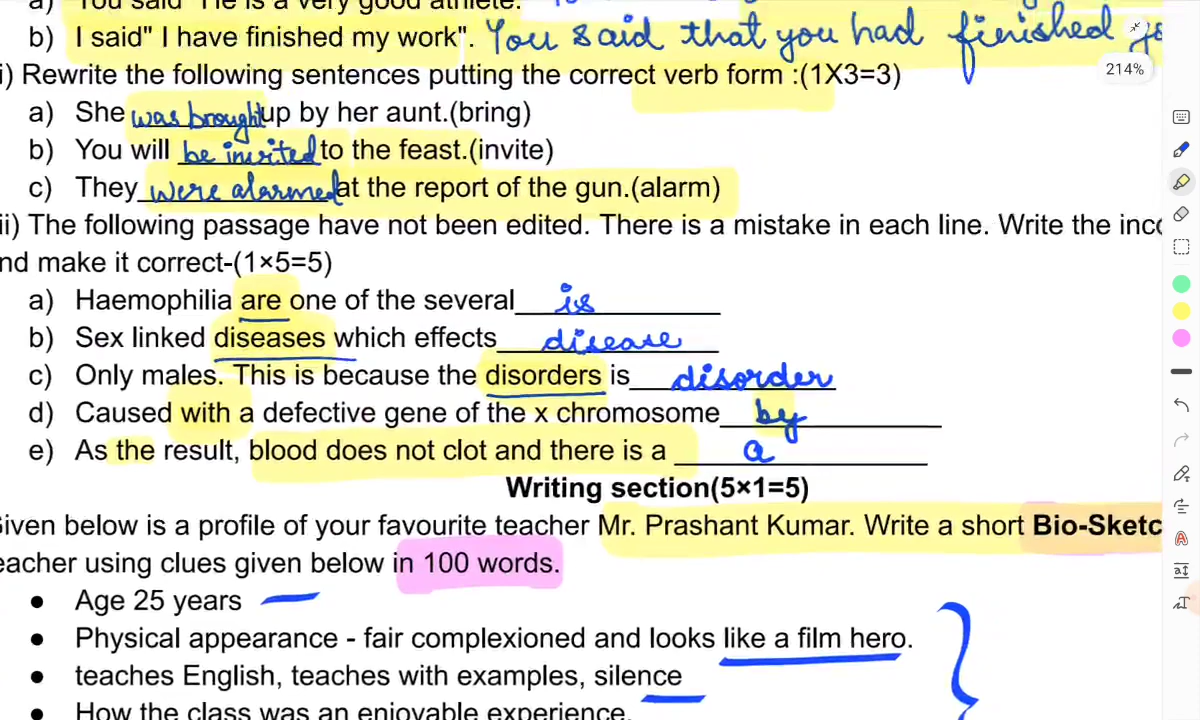 a) You said "He is a very good athlete.
b) I said" I have finished my work". You said that you had finished
i) Rewrite the following sentences putting the correct verb form :(1X3=3)
214%
a) She was brought up by her aunt.(bring)
b) You will be invited to the feast.(invite)
c) They were alarmed at the report of the gun.(alarm)
ii) The following passage have not been edited. There is a mistake in each line. Write the inco
nd make it correct-(1×5=5)
a) Haemophilia are one of the several is
b) Sex linked diseases which effects disease
c) Only males. This is because the disorders is disorder
d) Caused with a defective gene of the x chromosome by
e) As the result, blood does not clot and there is a a
Writing section(5×1=5)
Given below is a profile of your favourite teacher Mr. Prashant Kumar. Write a short Bio-Sketc
eacher using clues given below in 100 words.
● Age 25 years
● Physical appearance - fair complexioned and looks like a film hero.
● teaches English, teaches with examples, silence
● How the class was an enjoyable experience.